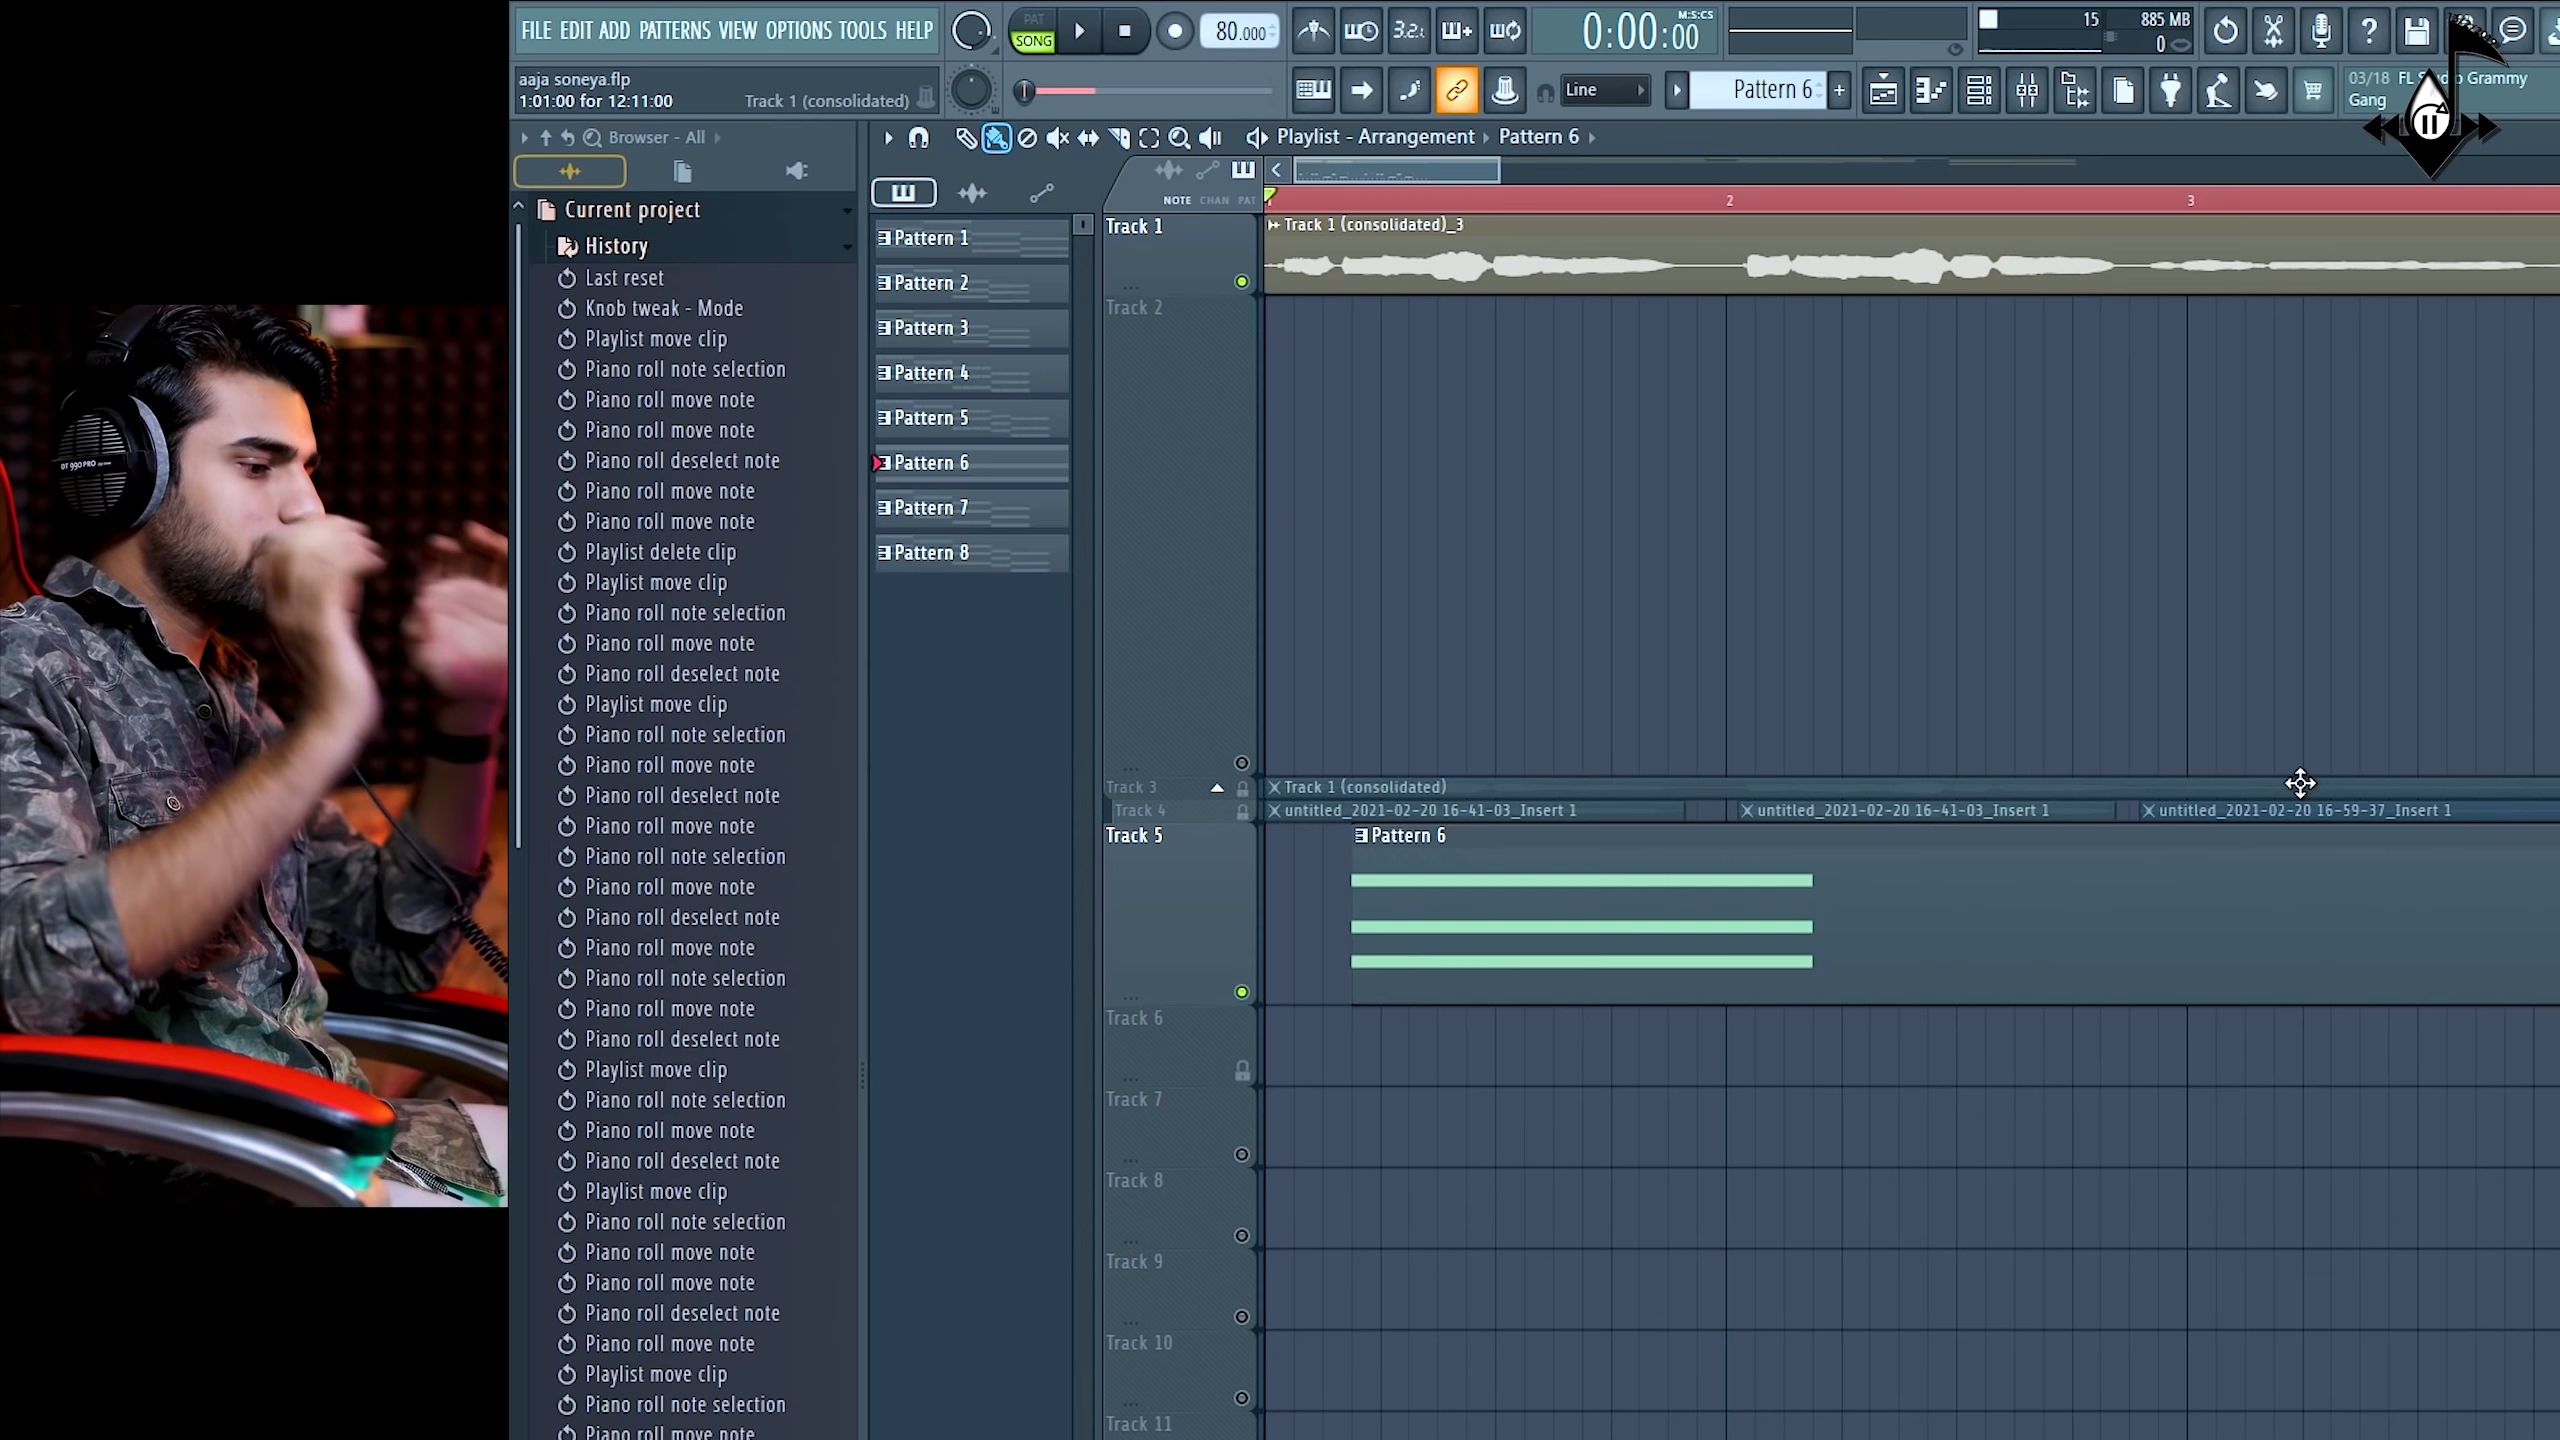 FILE EDIT ADD PATTERNS VIEW OPTIONS TOOLS HELP
PAT
SONG
80.000
3.2.
0:00:00
M:S:CS
15
885 MB
0
aaja soneya.flp
1:01:00 for 12:11:00
Track 1 (consolidated)
Line
Pattern 6
+
03/18 FL Studio Grammy
Gang
Browser - All
Playlist - Arrangement
Pattern 6
Current project
History
Last reset
Knob tweak - Mode
Playlist move clip
Piano roll note selection
Piano roll move note
Piano roll move note
Piano roll deselect note
Piano roll move note
Piano roll move note
Playlist delete clip
Playlist move clip
Piano roll note selection
Piano roll move note
Piano roll deselect note
Playlist move clip
Piano roll note selection
Piano roll move note
Piano roll deselect note
Piano roll move note
Piano roll note selection
Piano roll move note
Piano roll deselect note
Piano roll move note
Piano roll note selection
Piano roll move note
Piano roll deselect note
Playlist move clip
Piano roll note selection
Piano roll move note
Piano roll deselect note
Playlist move clip
Piano roll note selection
Piano roll move note
Piano roll move note
Piano roll deselect note
Piano roll move note
Playlist move clip
Piano roll note selection
Piano roll move note
Pattern 1
Pattern 2
Pattern 3
Pattern 4
Pattern 5
Pattern 6
Pattern 7
Pattern 8
NOTE CHAN PAT
2
3
Track 1
Track 1 (consolidated)_3
Track 2
Track 3
Track 1 (consolidated)
Track 4
untitled_2021-02-20 16-41-03_Insert 1
untitled_2021-02-20 16-41-03_Insert 1
untitled_2021-02-20 16-59-37_Insert 1
Track 5
Pattern 6
Track 6
Track 7
Track 8
Track 9
Track 10
Track 11
DT 990 PRO